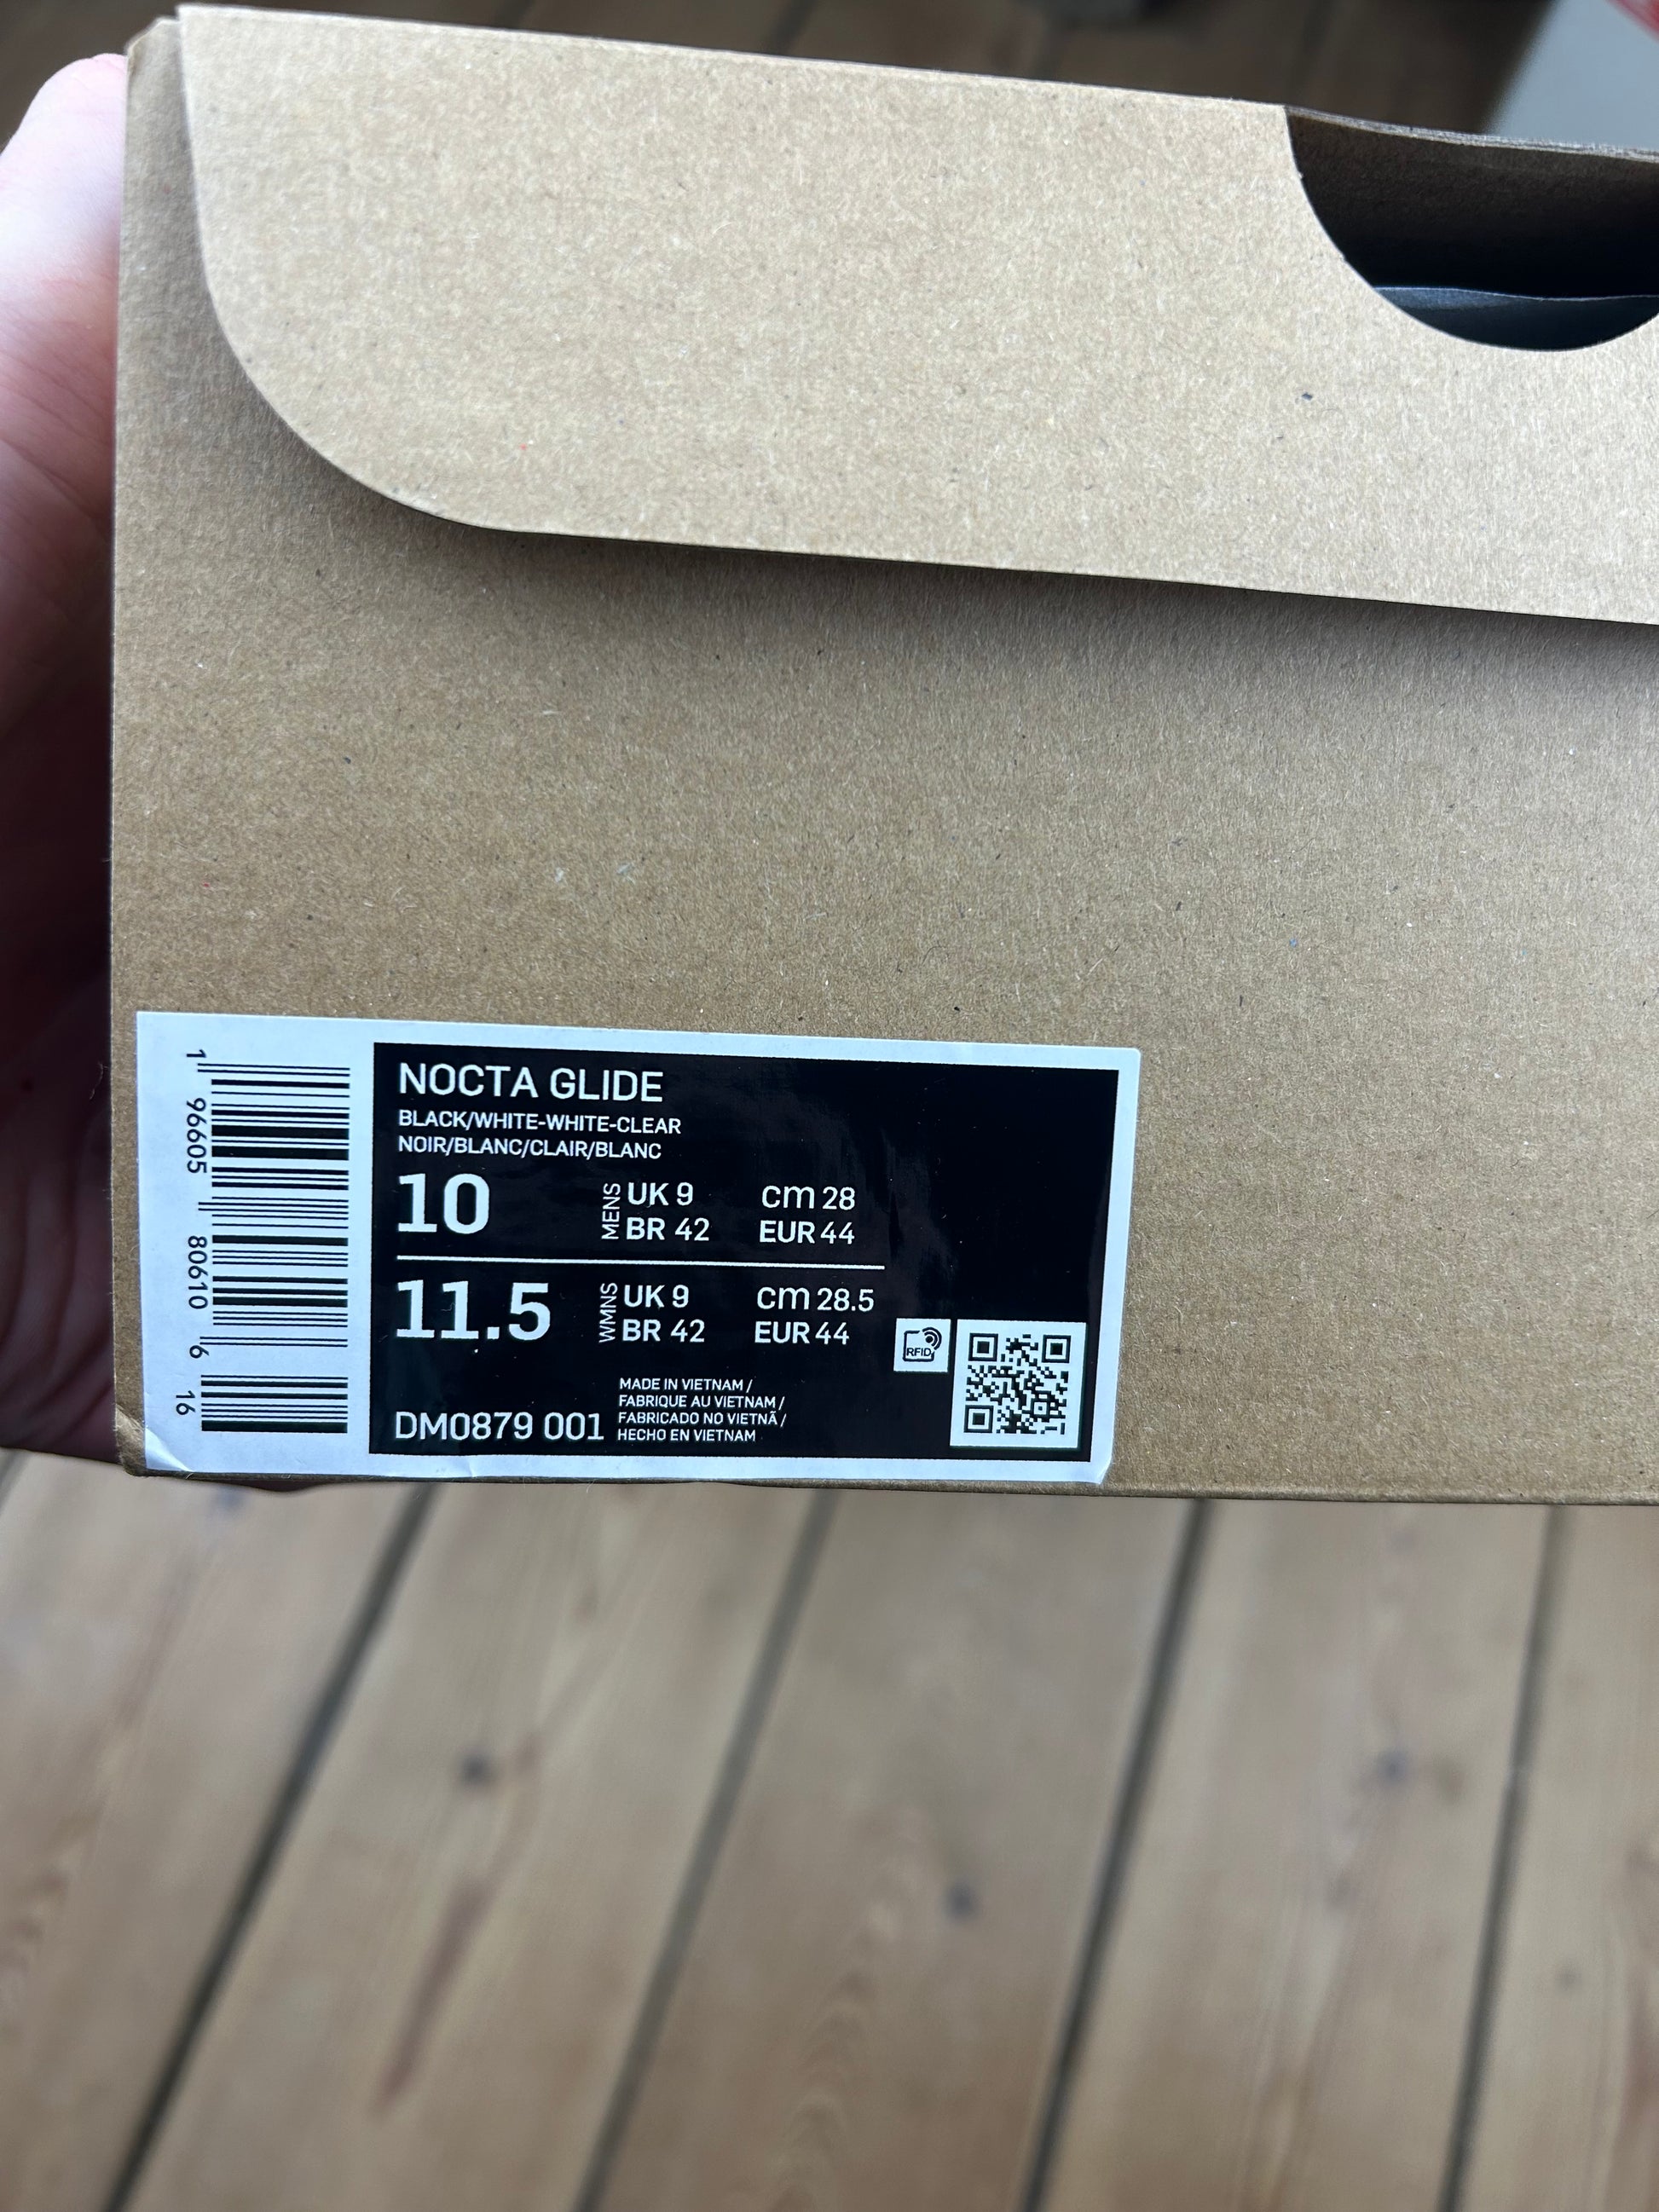 NOCTA GLIDE
BLACK/WHITE-WHITE-CLEAR
NOIR/BLANC/CLAIR/BLANC
10 MENS UK 9 cm 28
BR 42 EUR 44
11.5 WMNS UK 9 cm 28.5
BR 42 EUR 44
RFID
MADE IN VIETNAM /
FABRIQUE AU VIETNAM /
FABRICADO NO VIETNÃ /
HECHO EN VIETNAM
DM0879 001
1 96605 80610 6 16